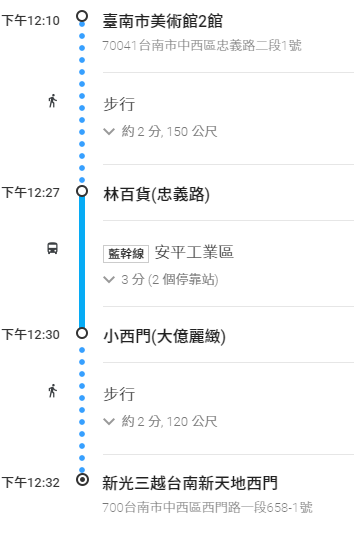 下午12:10 臺南市美術館2館
70041台南市中西區忠義路二段1號
步行
約 2 分, 150 公尺
下午12:27 林百貨(忠義路)
藍幹線 安平工業區
3 分 (2 個停靠站)
下午12:30 小西門(大億麗緻)
步行
約 2 分, 120 公尺
下午12:32 新光三越台南新天地西門
700台南市中西區西門路一段658-1號